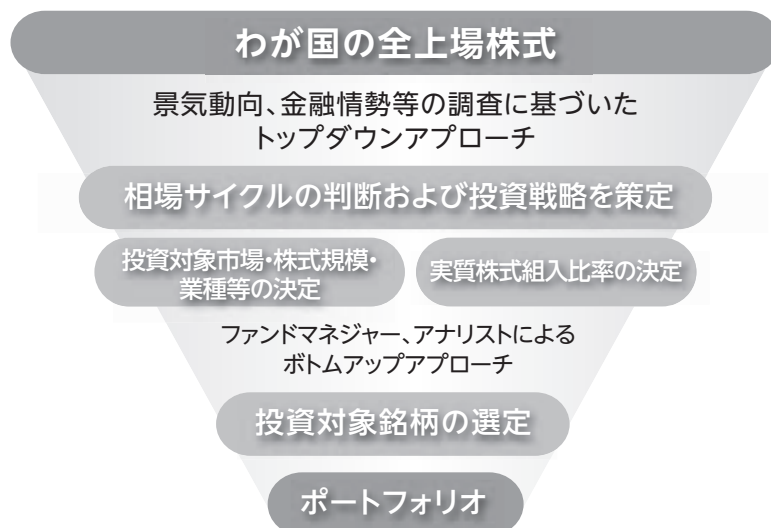 わが国の全上場株式
景気動向、金融情勢等の調査に基づいた
トップダウンアプローチ
相場サイクルの判断および投資戦略を策定
投資対象市場・株式規模・
業種等の決定
実質株式組入比率の決定
ファンドマネジャー、アナリストによる
ボトムアップアプローチ
投資対象銘柄の選定
ポートフォリオ